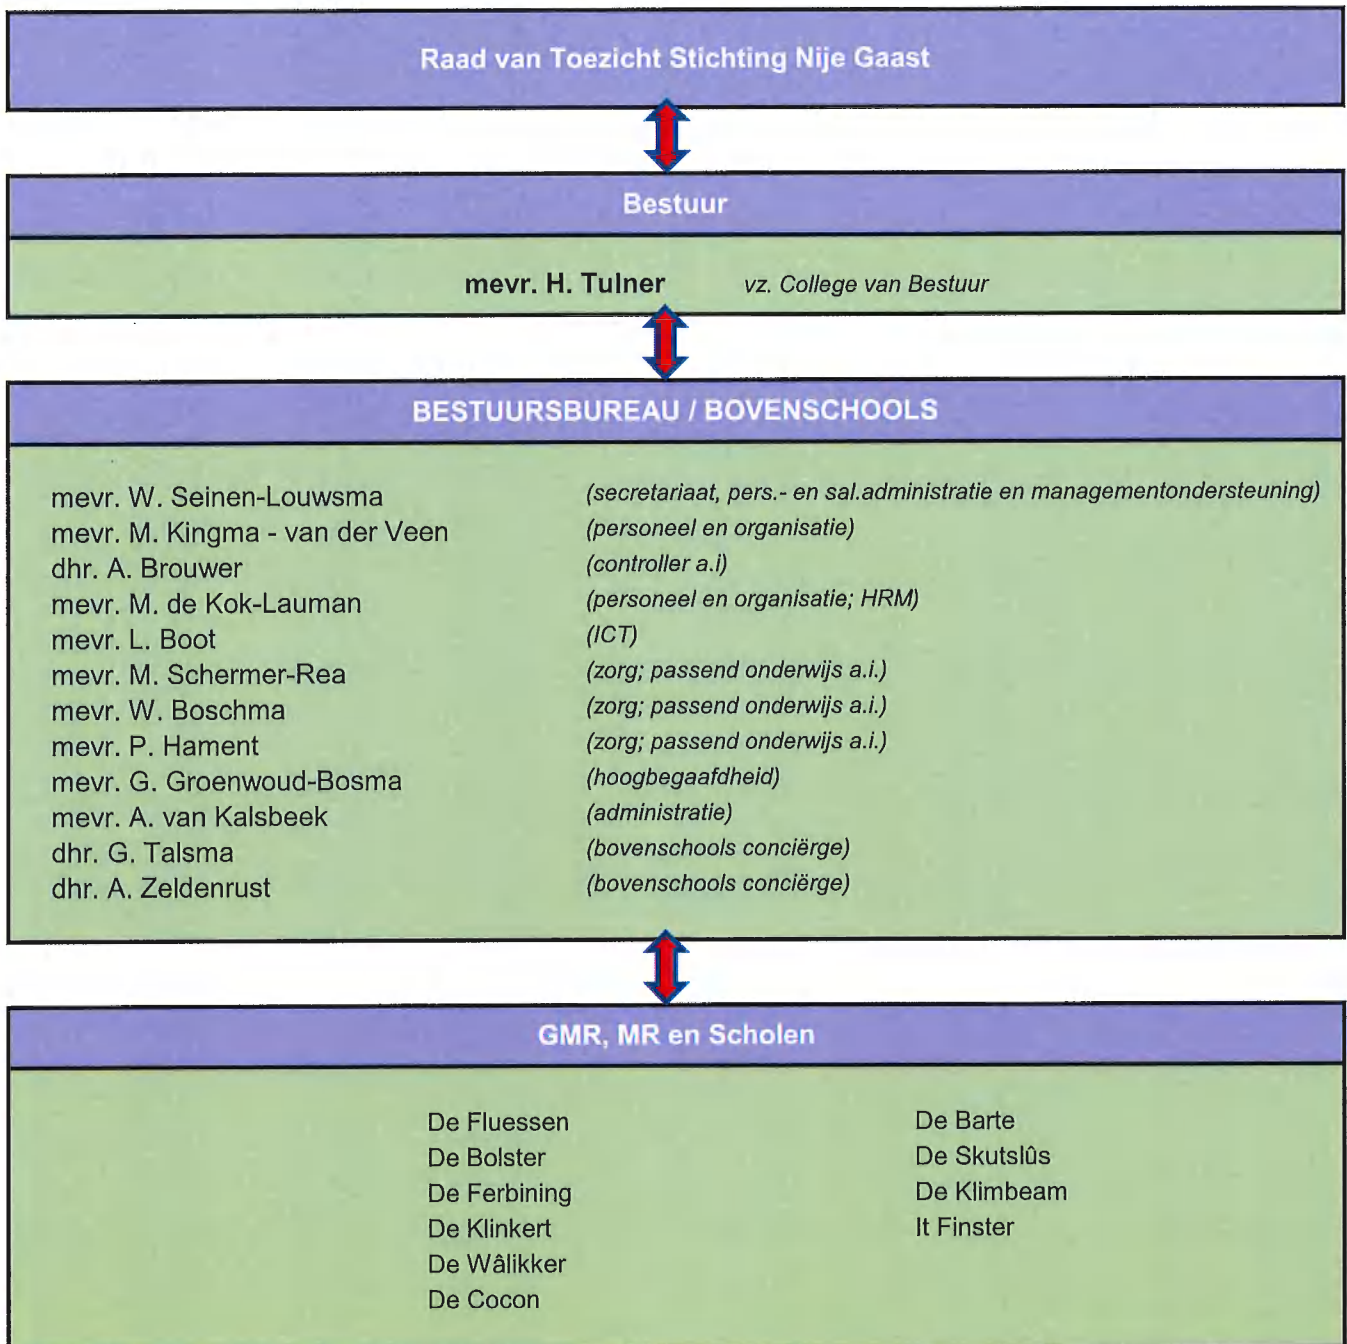 Raad van Toezicht Stichting Nije Gaast
Bestuur
mevr. H. Tulner vz. College van Bestuur
BESTUURSBUREAU / BOVENSCHOOLS
mevr. W. Seinen-Louwsma (secretariaat, pers.- en sal.administratie en managementondersteuning)
mevr. M. Kingma - van der Veen (personeel en organisatie)
dhr. A. Brouwer (controller a.i)
mevr. M. de Kok-Lauman (personeel en organisatie; HRM)
mevr. L. Boot (ICT)
mevr. M. Schermer-Rea (zorg; passend onderwijs a.i.)
mevr. W. Boschma (zorg; passend onderwijs a.i.)
mevr. P. Hament (zorg; passend onderwijs a.i.)
mevr. G. Groenwoud-Bosma (hoogbegaafdheid)
mevr. A. van Kalsbeek (administratie)
dhr. G. Talsma (bovenschools conciërge)
dhr. A. Zeldenrust (bovenschools conciërge)
GMR, MR en Scholen
De Fluessen
De Bolster
De Ferbining
De Klinkert
De Wâlikker
De Cocon
De Barte
De Skutslûs
De Klimbeam
It Finster